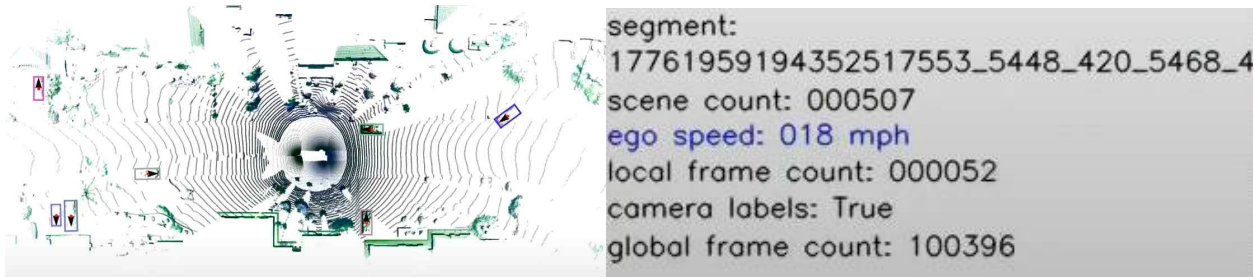 segment:
17761959194352517553_5448_420_5468_4
scene count: 000507
ego speed: 018 mph
local frame count: 000052
camera labels: True
global frame count: 100396